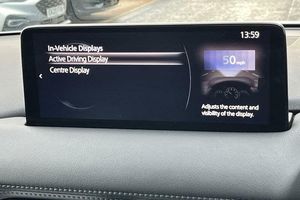 13:59
In-Vehicle Displays
Active Driving Display
Centre Display
50 mph
Adjusts the content and
visibility of the display.